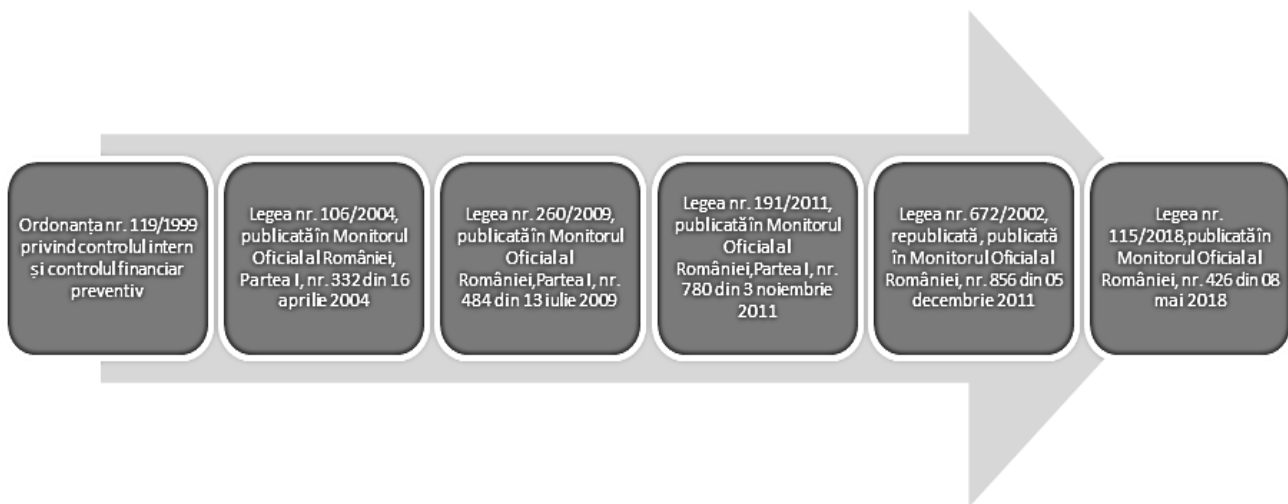 Ordonanța nr. 119/1999
privind controlul intern
și controlul financiar
preventiv
Legea nr. 106/2004,
publicată în Monitorul
Oficial al României,
Partea I, nr. 332 din 16
aprilie 2004
Legea nr. 260/2009,
publicată în Monitorul
Oficial al
României,Partea I, nr.
484 din 13 iulie 2009
Legea nr. 191/2011,
publicată în Monitorul
Oficial al
României,Partea I, nr.
780 din 3 noiembrie
2011
Legea nr. 672/2002,
republicată, publicată
în Monitorul Oficial al
României, nr. 856 din 05
decembrie 2011
Legea nr.
115/2018,publicată în
Monitorul Oficial al
României, nr. 426 din 08
mai 2018